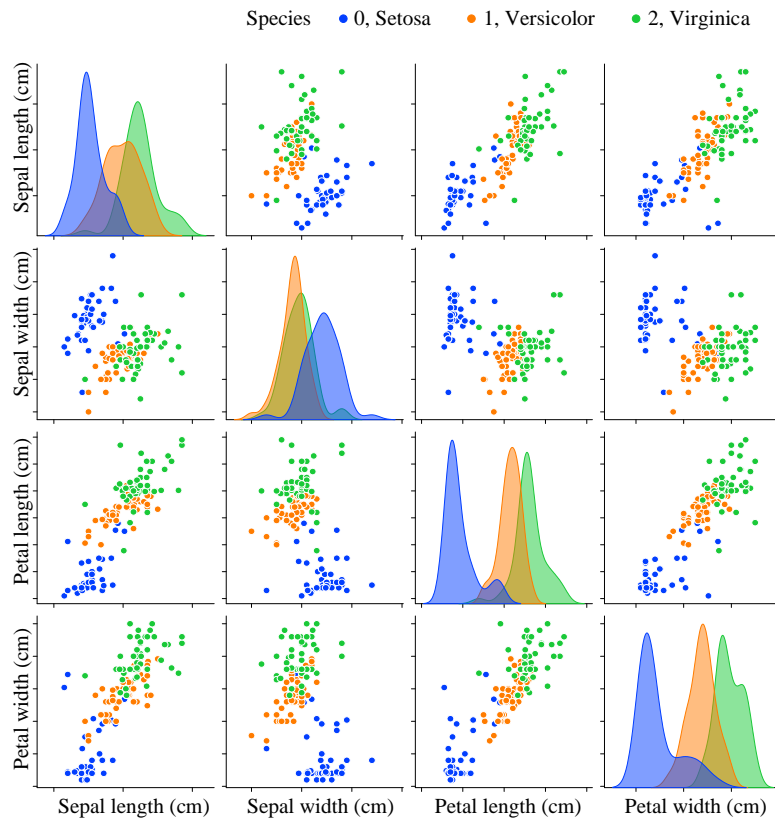 Species 0, Setosa 1, Versicolor 2, Virginica
Sepal length (cm)
Sepal width (cm)
Petal length (cm)
Petal width (cm)
Sepal length (cm) Sepal width (cm) Petal length (cm) Petal width (cm)